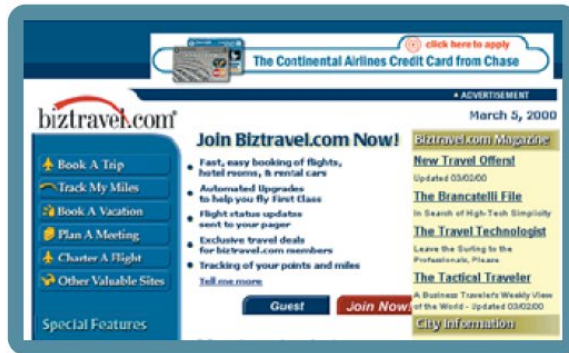 click here to apply
The Continental Airlines Credit Card from Chase
• ADVERTISEMENT
biztravel.com®
March 5, 2000
Book A Trip
Track My Miles
Book A Vacation
Plan A Meeting
Charter A Flight
Other Valuable Sites
Special Features
Join Biztravel.com Now!
• Fast, easy booking of flights,
hotel rooms, & rental cars
• Automated Upgrades
to help you fly First Class
• Flight status updates
sent to your pager
• Exclusive travel deals
for biztravel.com members
• Tracking of your points and miles
Tell me more
Guest
Join Now!
Biztravel.com Magazine
New Travel Offers!
Updated 03/02/00
The Brancatelli File
In Search of High-Tech Simplicity
The Travel Technologist
Leave the Suring to the
Professionals, Please
The Tactical Traveler
A Business Traveler's Weekly View
of the World - Updated 03/02/00
City Information